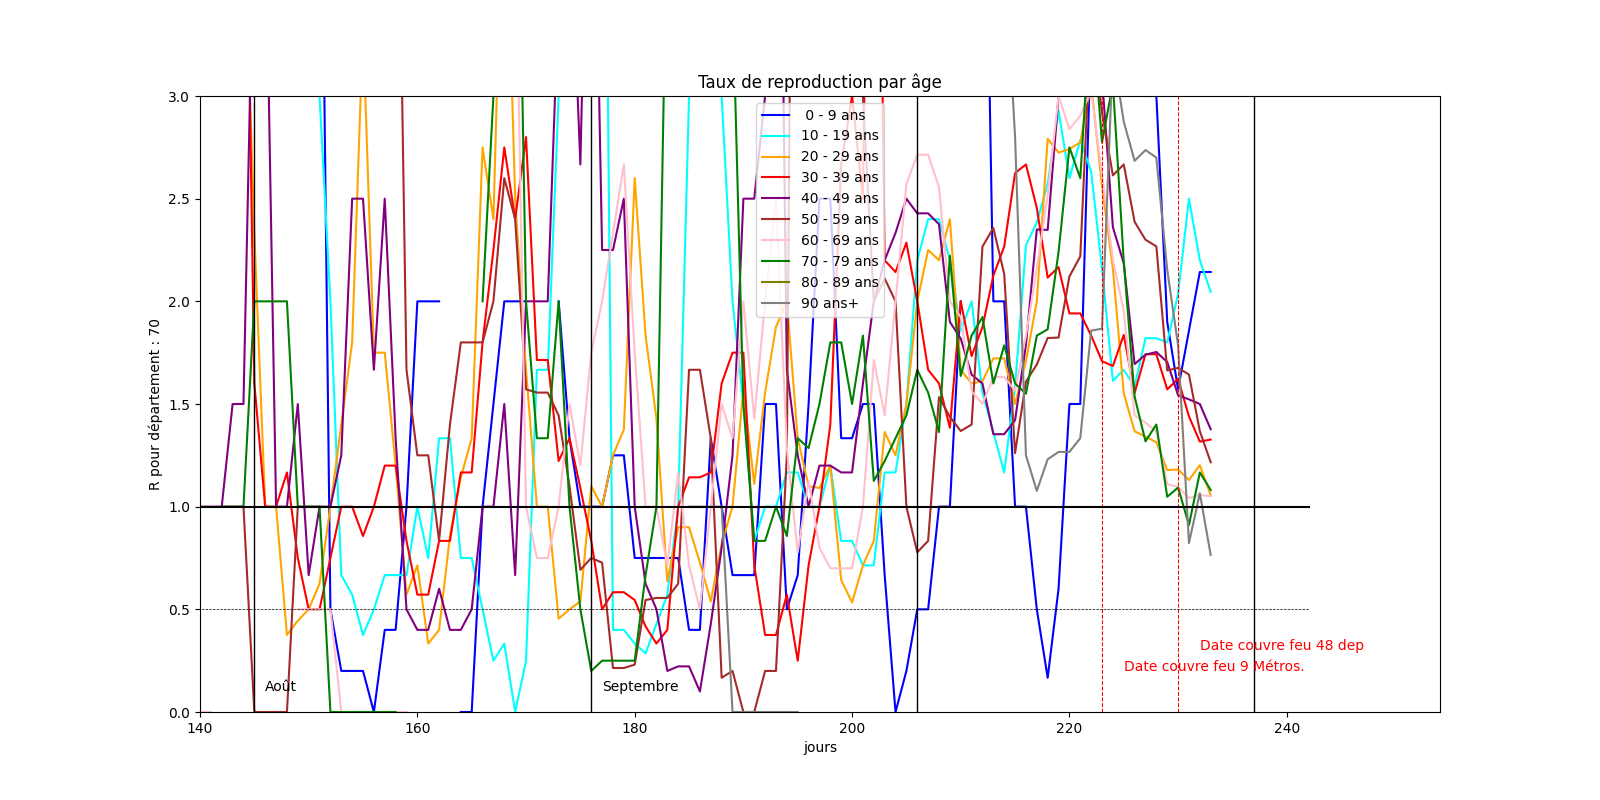 Taux de reproduction par âge
R pour département : 70
3.0
2.5
2.0
1.5
1.0
0.5
0.0
0 - 9 ans
10 - 19 ans
20 - 29 ans
30 - 39 ans
40 - 49 ans
50 - 59 ans
60 - 69 ans
70 - 79 ans
80 - 89 ans
90 ans+
Date couvre feu 48 dep
Date couvre feu 9 Métros.
Août
Septembre
140 160 180 200 220 240
jours